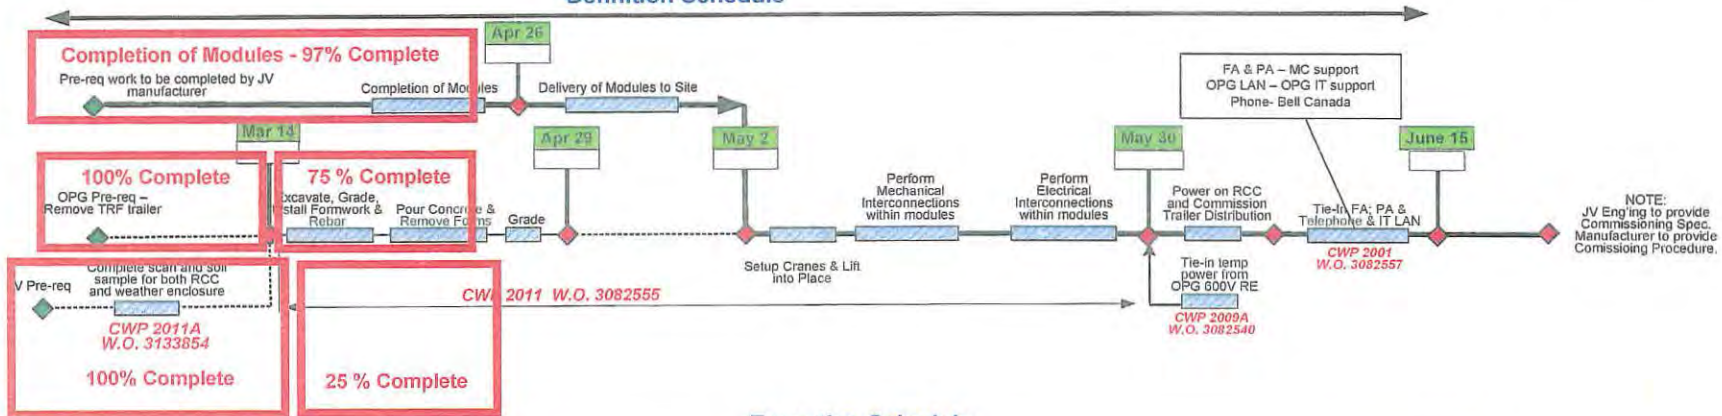 Definition Schedule
Completion of Modules - 97% Complete
Pre-req work to be completed by JV
manufacturer
Completion of Modules
Apr 26
Delivery of Modules to Site
FA & PA – MC support
OPG LAN – OPG IT support
Phone- Bell Canada
Mar 14
Apr 29
May 2
May 30
June 15
100% Complete
OPG Pre-req –
Remove TRF trailer
75 % Complete
Excavate, Grade,
Install Formwork &
Rebar
Pour Concrete &
Remove Forms
Grade
Setup Cranes & Lift
into Place
Perform
Mechanical
Interconnections
within modules
Perform
Electrical
Interconnections
within modules
Power on RCC
and Commission
Trailer Distribution
Tie-In FA; PA &
Telephone & IT LAN
CWP 2001
W.O. 3082557
NOTE:
JV Eng'ing to provide
Commissioning Spec.
Manufacturer to provide
Comissioing Procedure.
V Pre-req
Complete scan and soil
sample for both RCC
and weather enclosure
CWP 2011A
W.O. 3133854
100% Complete
CWP 2011 W.O. 3082555
25 % Complete
Tie-in temp
power from
OPG 600V RE
CWP 2009A
W.O. 3082540